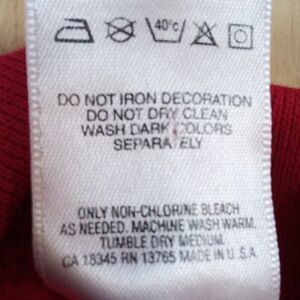 40°c
DO NOT IRON DECORATION
DO NOT DRY CLEAN
WASH DARK COLORS
SEPARATELY
ONLY NON-CHLORINE BLEACH
AS NEEDED. MACHINE WASH WARM.
TUMBLE DRY MEDIUM.
CA 18345 RN 13765 MADE IN U.S.A.